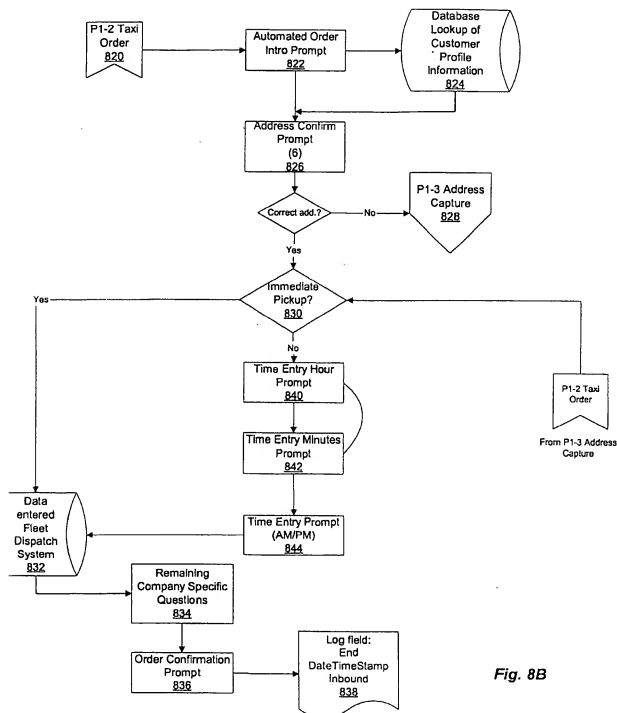 P1-2 Taxi
Order
820
Automated Order
Intro Prompt
822
Database
Lookup of
Customer
Profile
Information
824
Address Confirm
Prompt
(6)
826
Correct add.?
No
P1-3 Address
Capture
828
Yes
Immediate
Pickup?
830
Yes
No
Time Entry Hour
Prompt
840
P1-2 Taxi
Order
From P1-3 Address
Capture
Time Entry Minutes
Prompt
842
Data
entered
Fleet
Dispatch
System
832
Time Entry Prompt
(AM/PM)
844
Remaining
Company Specific
Questions
834
Order Confirmation
Prompt
836
Log field:
End
DateTimeStamp
Inbound
838
Fig. 8B